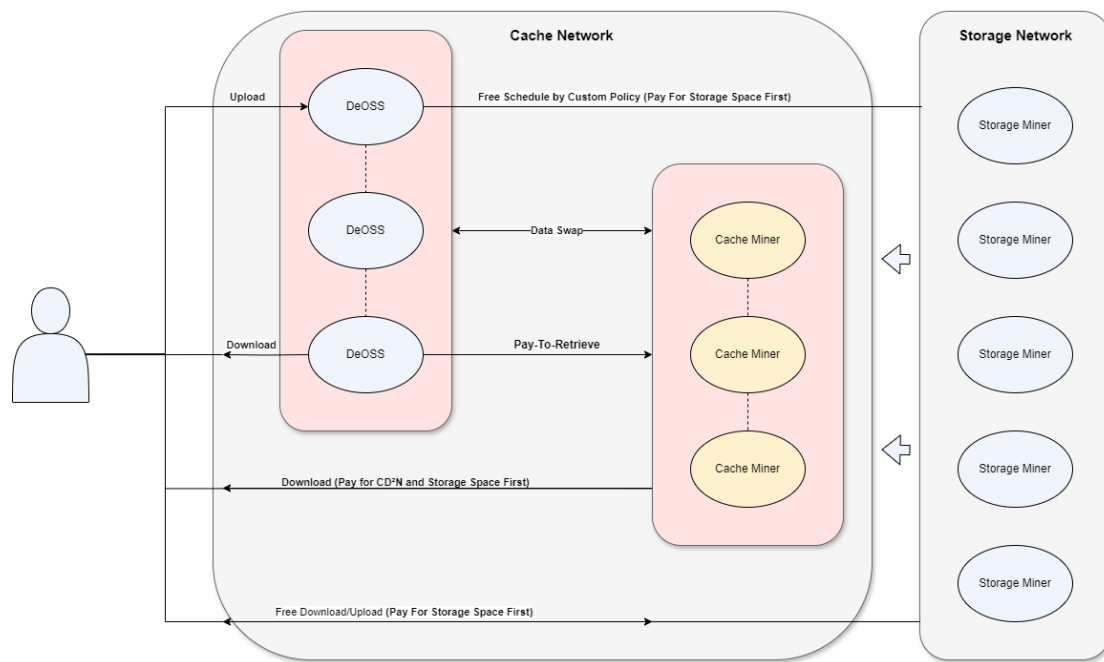 Cache Network
Storage Network
Upload
DeOSS
Free Schedule by Custom Policy (Pay For Storage Space First)
Storage Miner
DeOSS
Data Swap
Cache Miner
Storage Miner
Download
DeOSS
Pay-To-Retrieve
Cache Miner
Storage Miner
Cache Miner
Storage Miner
Download (Pay for CD²N and Storage Space First)
Storage Miner
Free Download/Upload (Pay For Storage Space First)